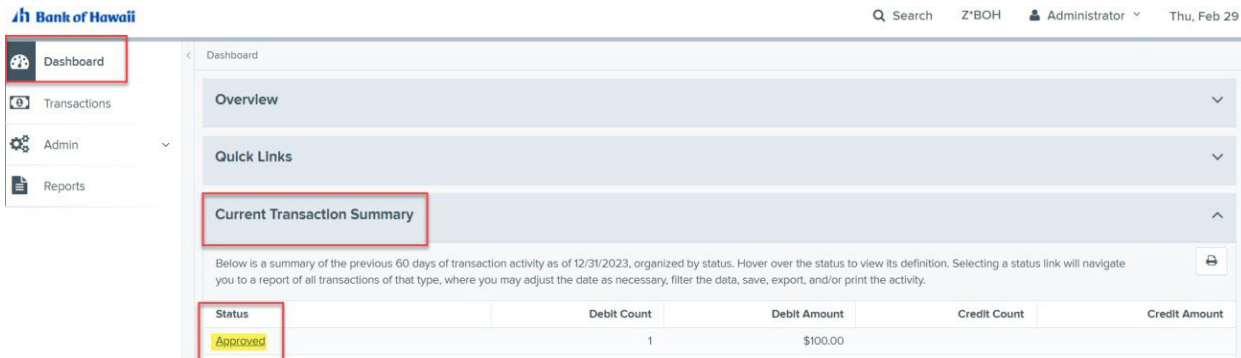 Bank of Hawaii
Search Z*BOH Administrator Thu, Feb 29
Dashboard
Transactions
Admin
Reports
Dashboard
Overview
Quick Links
Current Transaction Summary
Below is a summary of the previous 60 days of transaction activity as of 12/31/2023, organized by status. Hover over the status to view its definition. Selecting a status link will navigate
you to a report of all transactions of that type, where you may adjust the date as necessary, filter the data, save, export, and/or print the activity.
Status Debit Count Debit Amount Credit Count Credit Amount
Approved 1 $100.00